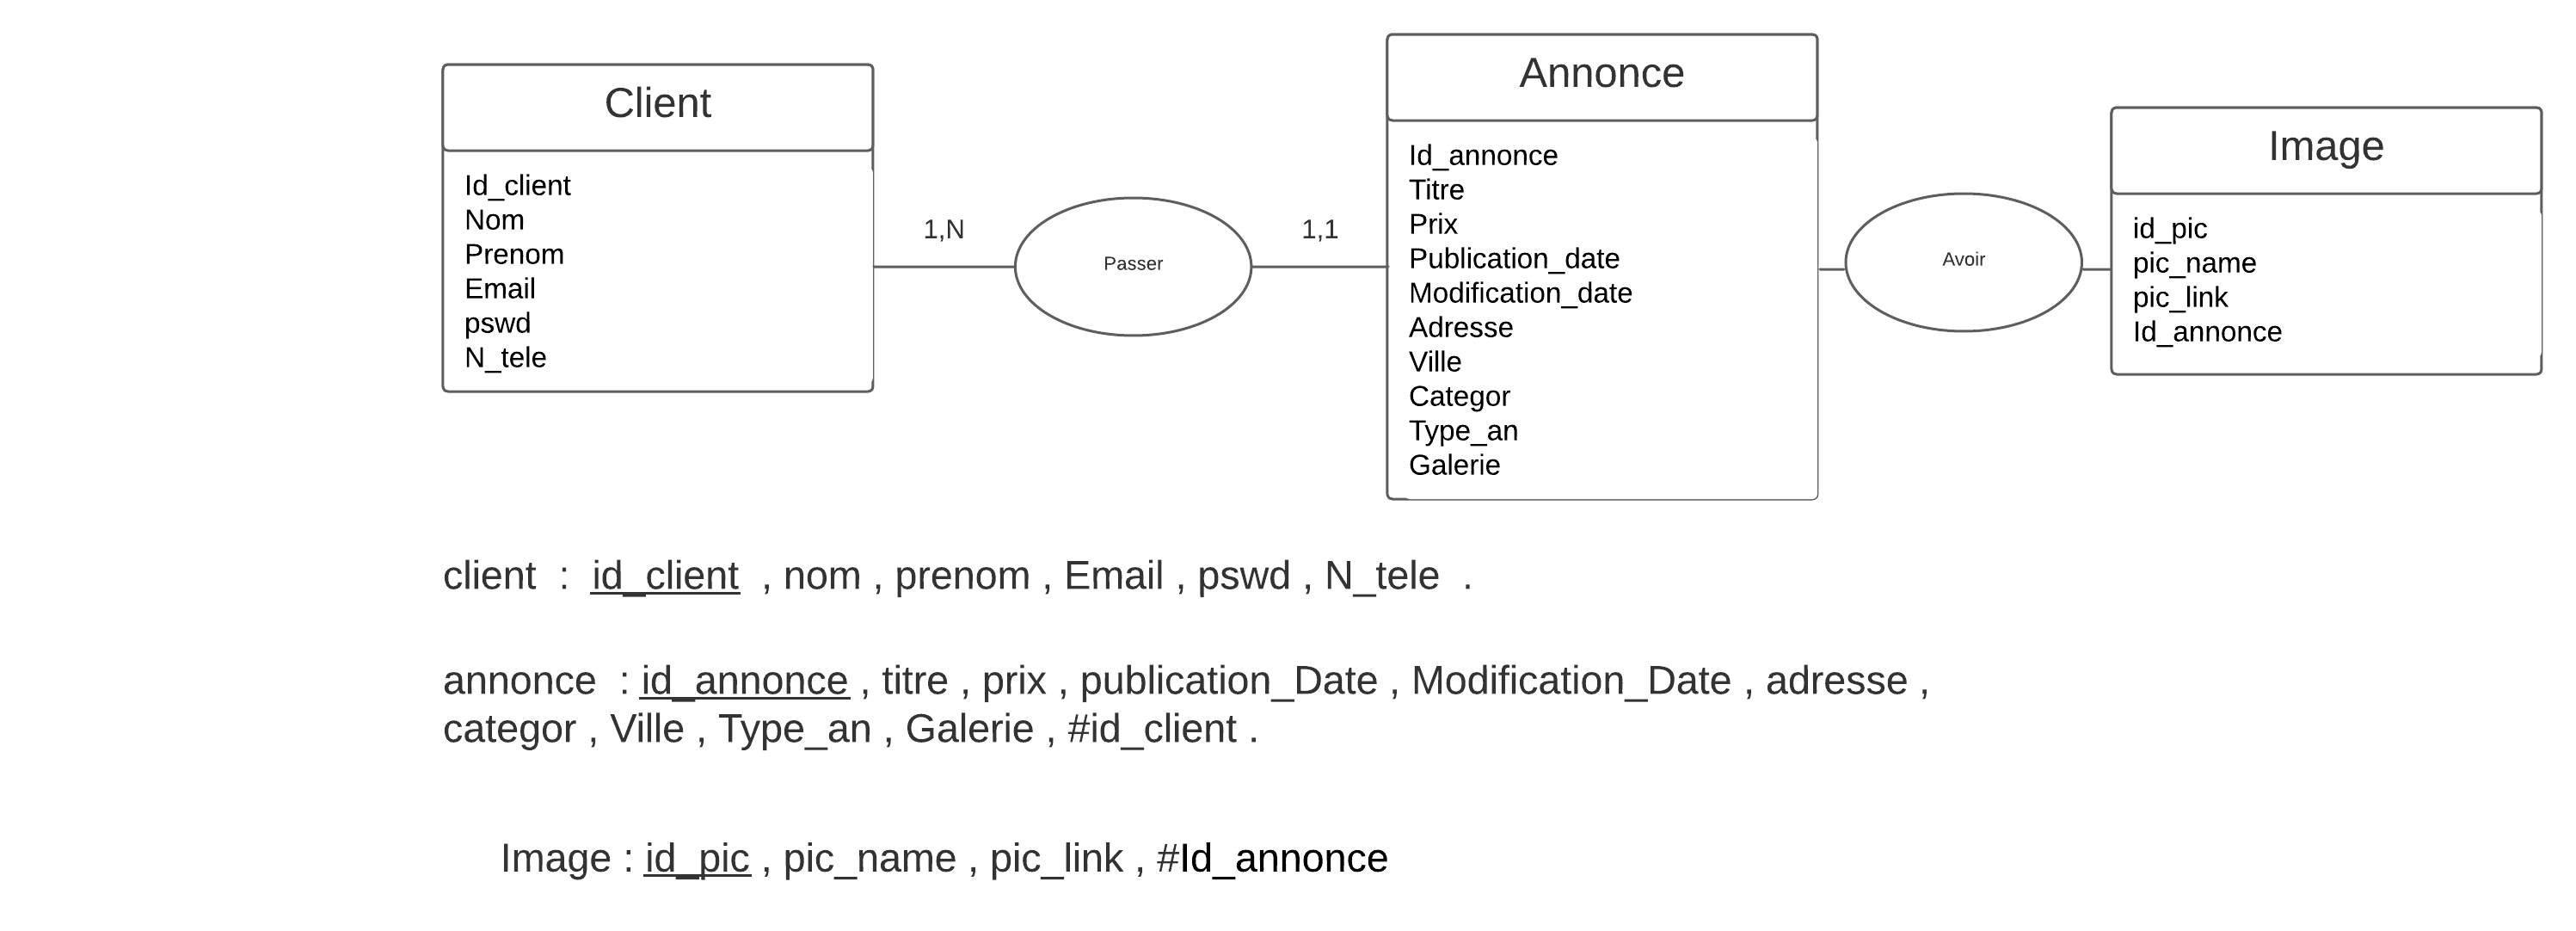 Client
Id_client
Nom
Prenom
Email
pswd
N_tele
1,N
Passer
1,1
Annonce
Id_annonce
Titre
Prix
Publication_date
Modification_date
Adresse
Ville
Categor
Type_an
Galerie
Avoir
Image
id_pic
pic_name
pic_link
Id_annonce
client : id_client , nom , prenom , Email , pswd , N_tele .
annonce : id_annonce , titre , prix , publication_Date , Modification_Date , adresse ,
categor , Ville , Type_an , Galerie , #id_client .
Image : id_pic , pic_name , pic_link , #Id_annonce